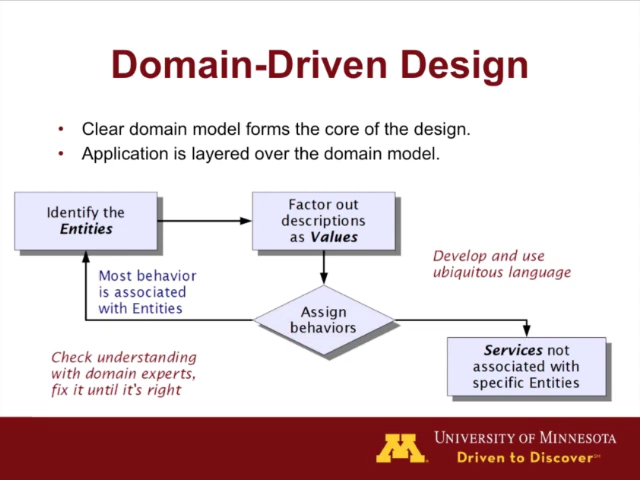 Domain-Driven Design
• Clear domain model forms the core of the design.
• Application is layered over the domain model.
Identify the
Entities
Factor out
descriptions
as Values
Develop and use
ubiquitous language
Most behavior
is associated
with Entities
Assign
behaviors
Check understanding
with domain experts,
fix it until it's right
Services not
associated with
specific Entities
M
UNIVERSITY OF MINNESOTA
Driven to Discover℠